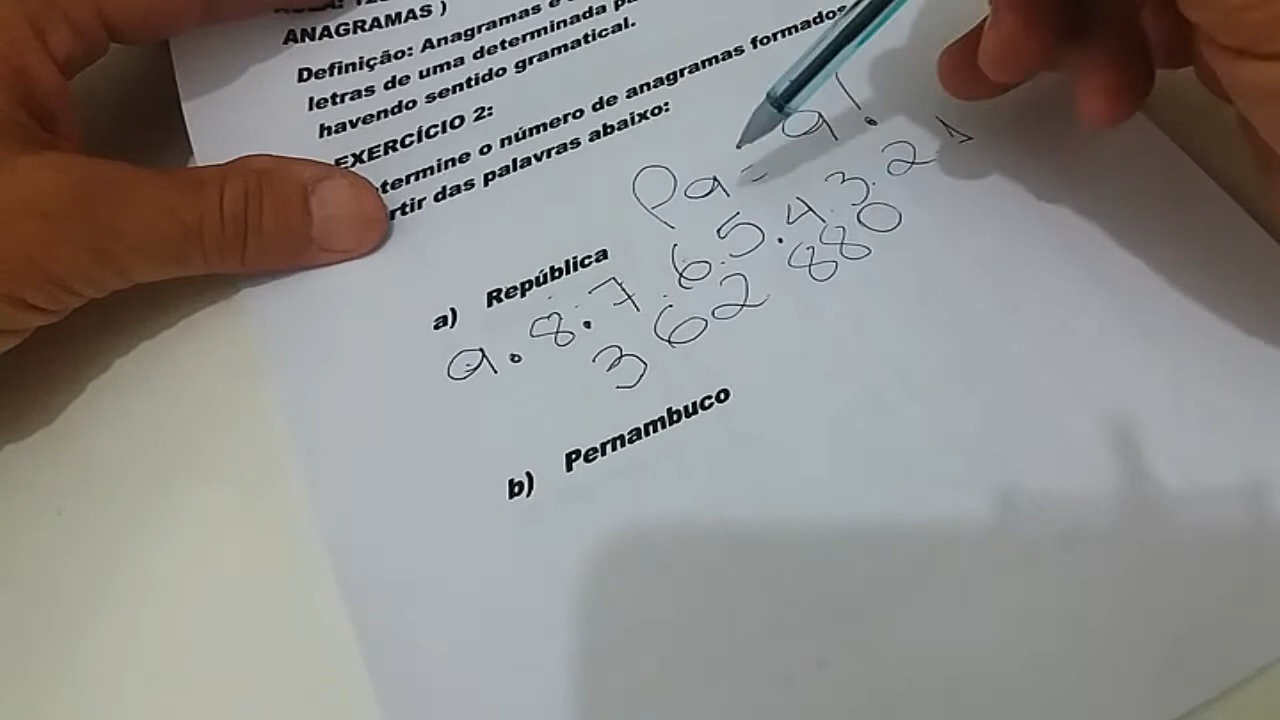 ANAGRAMAS )
Definição: Anagramas
letras de uma determinada
havendo sentido gramatical.
EXERCÍCIO 2:
termine o número de anagramas formados
rtir das palavras abaixo:
P9 = 9!
a) República
9.8.7.6.5.4.3.2.1
362 880
b) Pernambuco